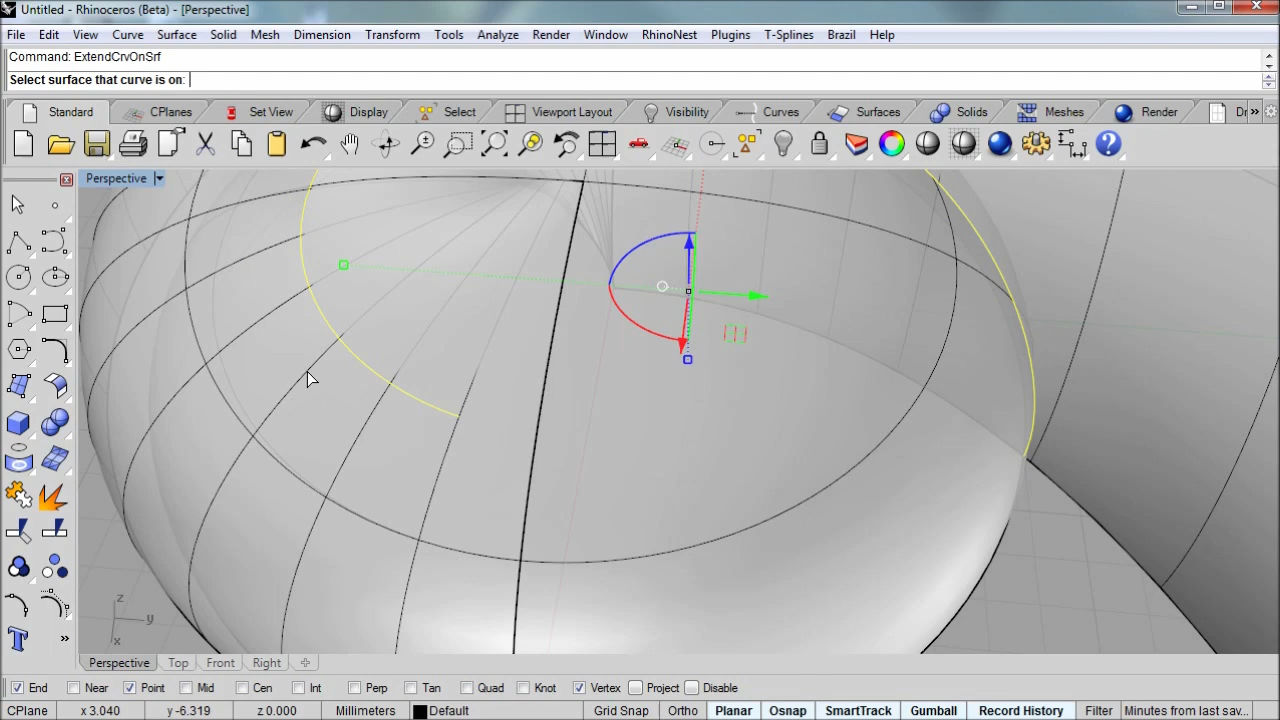 Untitled - Rhinoceros (Beta) - [Perspective]
File Edit View Curve Surface Solid Mesh Dimension Transform Tools Analyze Render Window RhinoNest Plugins T-Splines Brazil Help
Command: ExtendCrvOnSrf
Select surface that curve is on:
Standard CPlanes Set View Display Select Viewport Layout Visibility Curves Surfaces Solids Meshes Render Dr
Perspective
z
y
x
Perspective Top Front Right
End Near Point Mid Cen Int Perp Tan Quad Knot Vertex Project Disable
CPlane x 3.040 y -6.319 z 0.000 Millimeters Default Grid Snap Ortho Planar Osnap SmartTrack Gumball Record History Filter Minutes from last sav...